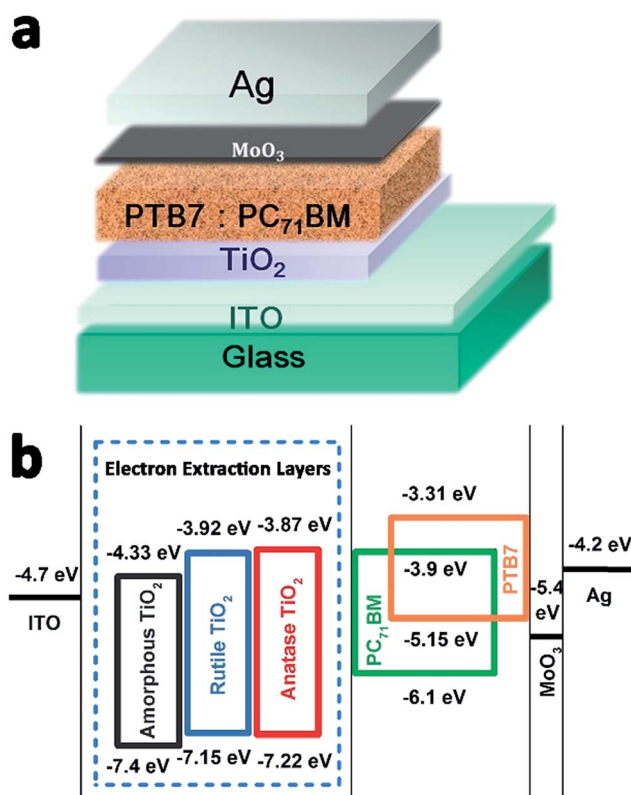 a
Ag
MoO₃
PTB7 : PC₇₁BM
TiO₂
ITO
Glass
b
Electron Extraction Layers
-4.7 eV
ITO
-4.33 eV
Amorphous TiO₂
-7.4 eV
-3.92 eV
Rutile TiO₂
-7.15 eV
-3.87 eV
Anatase TiO₂
-7.22 eV
PC₇₁BM
-3.9 eV
-6.1 eV
-3.31 eV
PTB7
-5.15 eV
-5.4
eV
MoO₃
-4.2 eV
Ag